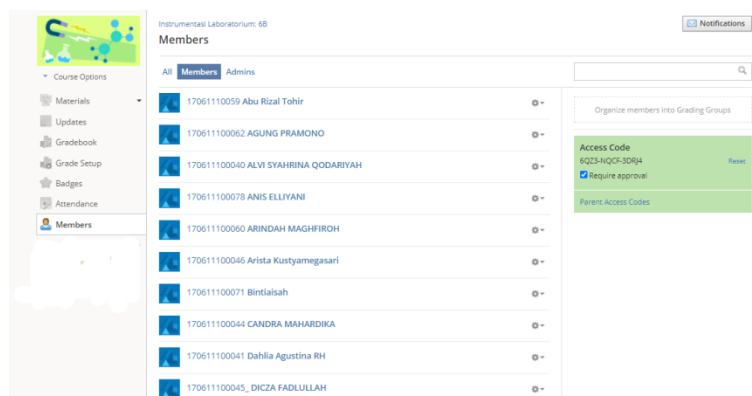 Instrumentasi Laboratorium: 6B
Notifications
Members
All Members Admins
Course Options
Materials
Updates
Gradebook
Grade Setup
Badges
Attendance
Members
17061110059 Abu Rizal Tohir
17061110062 AGUNG PRAMONO
170611100040 ALVI SYAHRINA QODARIYAH
170611100078 ANIS ELLIYANI
170611100060 ARINDAH MAGHFIROH
170611100046 Arista Kustyamegasari
170611100071 Bintiaisah
170611100044 CANDRA MAHARDIKA
170611100041 Dahlia Agustina RH
170611100045_ DICZA FADLULLAH
Organize members into Grading Groups
Access Code
6QZ3-NQCF-3DRJ4 Reset
Require approval
Parent Access Codes